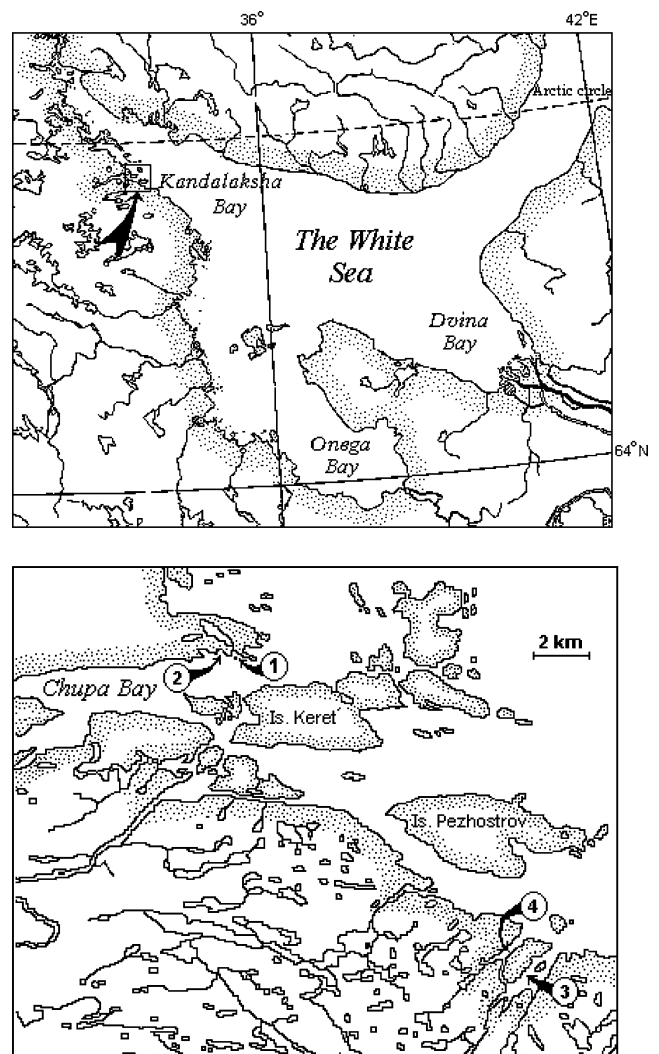 36°
42°E
Arctic circle
Kandalaksha
Bay
The White
Sea
Dvina
Bay
Onega
Bay
64°N
2 km
1
2
Chupa Bay
Is. Keret
Is. Pezhostrov
4
3